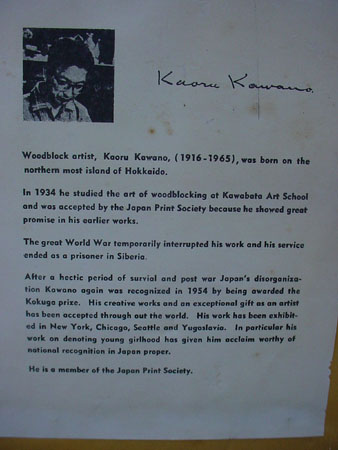 Kaoru Kawano
Woodblock artist, Kaoru Kawano, (1916-1965), was born on the
northern most island of Hokkaido.
In 1934 he studied the art of woodblocking at Kawabata Art School
and was accepted by the Japan Print Society because he showed great
promise in his earlier works.
The great World War temporarily interrupted his work and his service
ended as a prisoner in Siberia.
After a hectic period of survial and post war Japan's disorganiza-
tion Kawano again was recognized in 1954 by being awarded the
Kokuga prize. His creative works and an exceptional gift as an artist
has been accepted through out the world. His work has been exhibit-
ed in New York, Chicago, Seattle and Yugoslavia. In particular his
work on denoting young girlhood has given him acclaim worthy of
national recognition in Japan proper.
He is a member of the Japan Print Society.